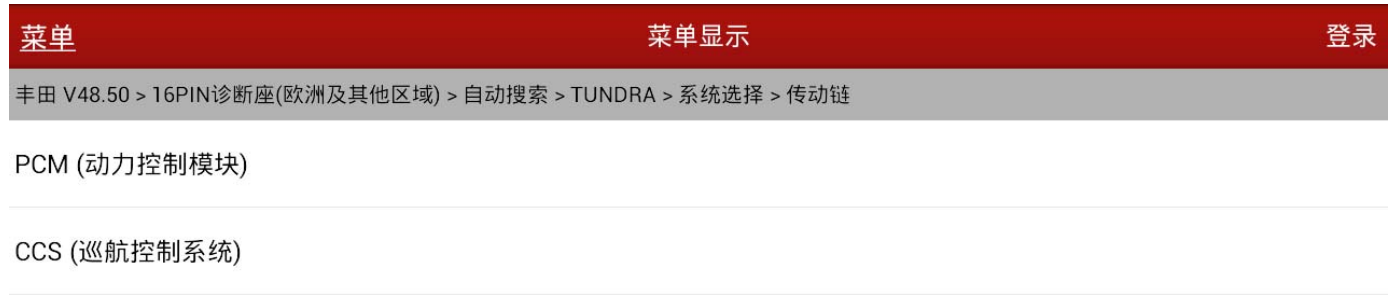 菜单 菜单显示 登录
丰田 V48.50 > 16PIN诊断座(欧洲及其他区域) > 自动搜索 > TUNDRA > 系统选择 > 传动链
PCM (动力控制模块)
CCS (巡航控制系统)